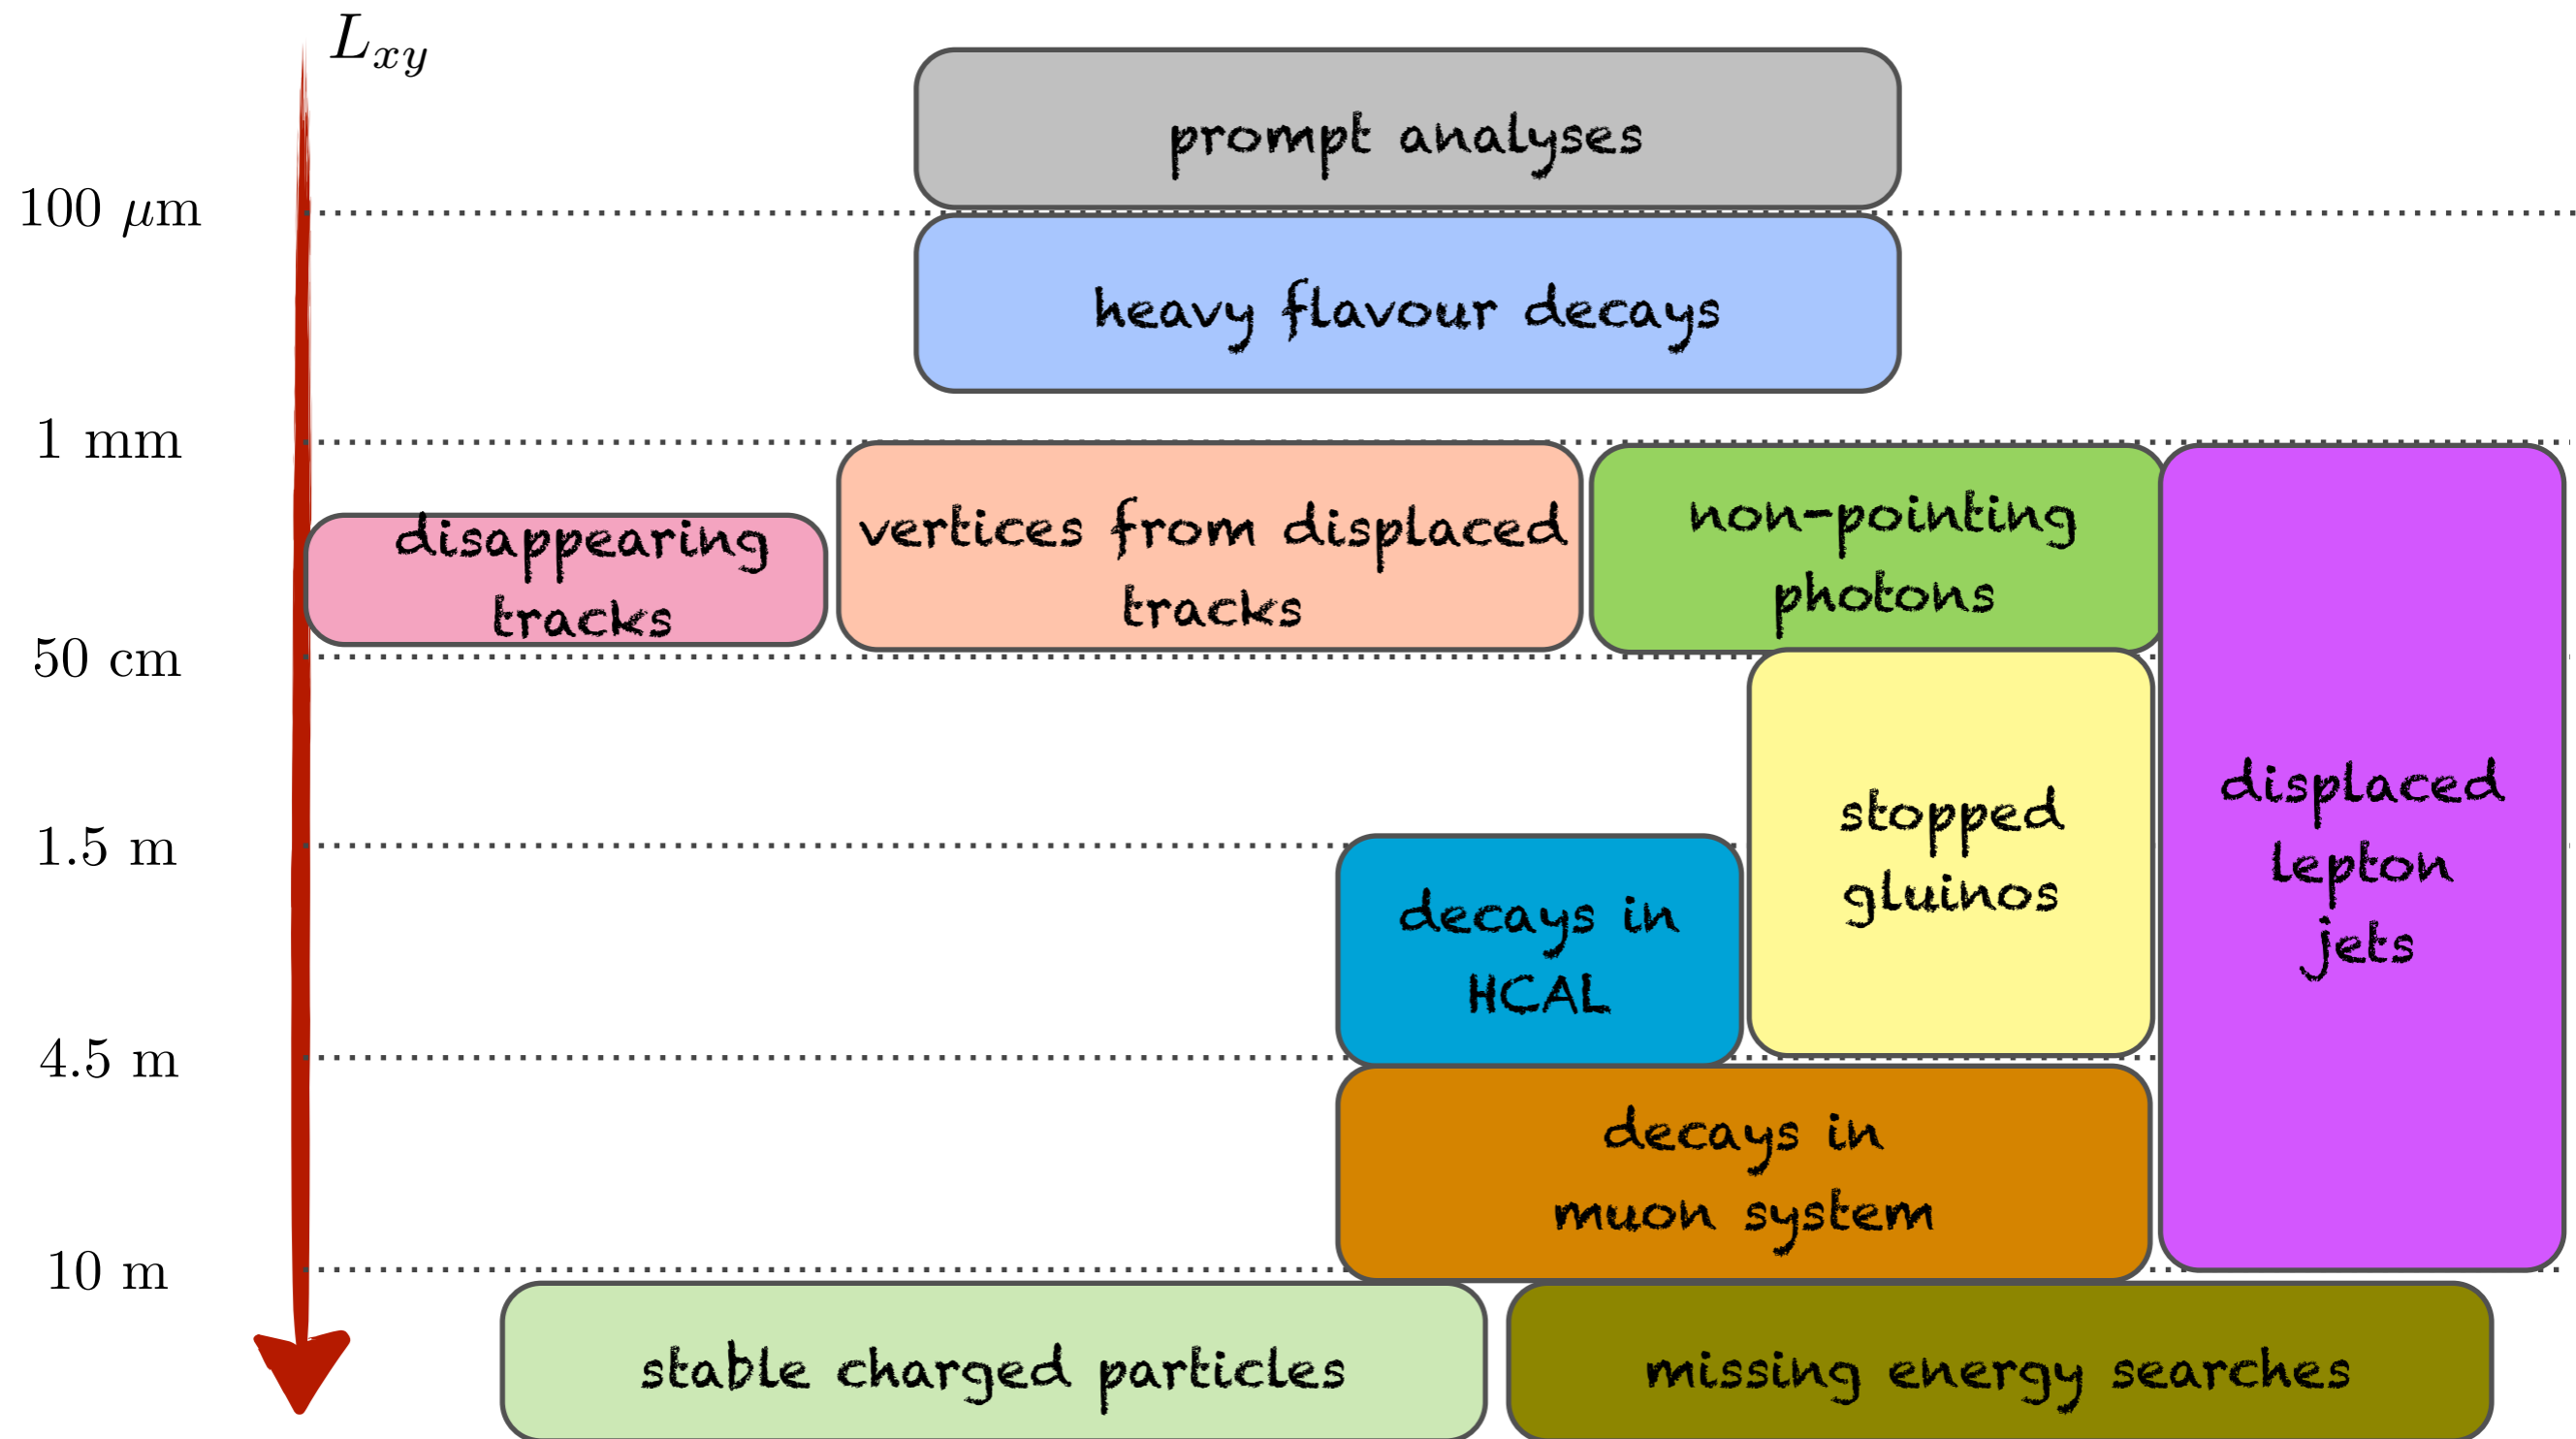 L_{xy}
prompt analyses
100 μm
heavy flavour decays
1 mm
disappearing
tracks
vertices from displaced
tracks
non-pointing
photons
50 cm
stopped
gluinos
displaced
lepton
jets
1.5 m
decays in
HCAL
4.5 m
decays in
muon system
10 m
stable charged particles
missing energy searches